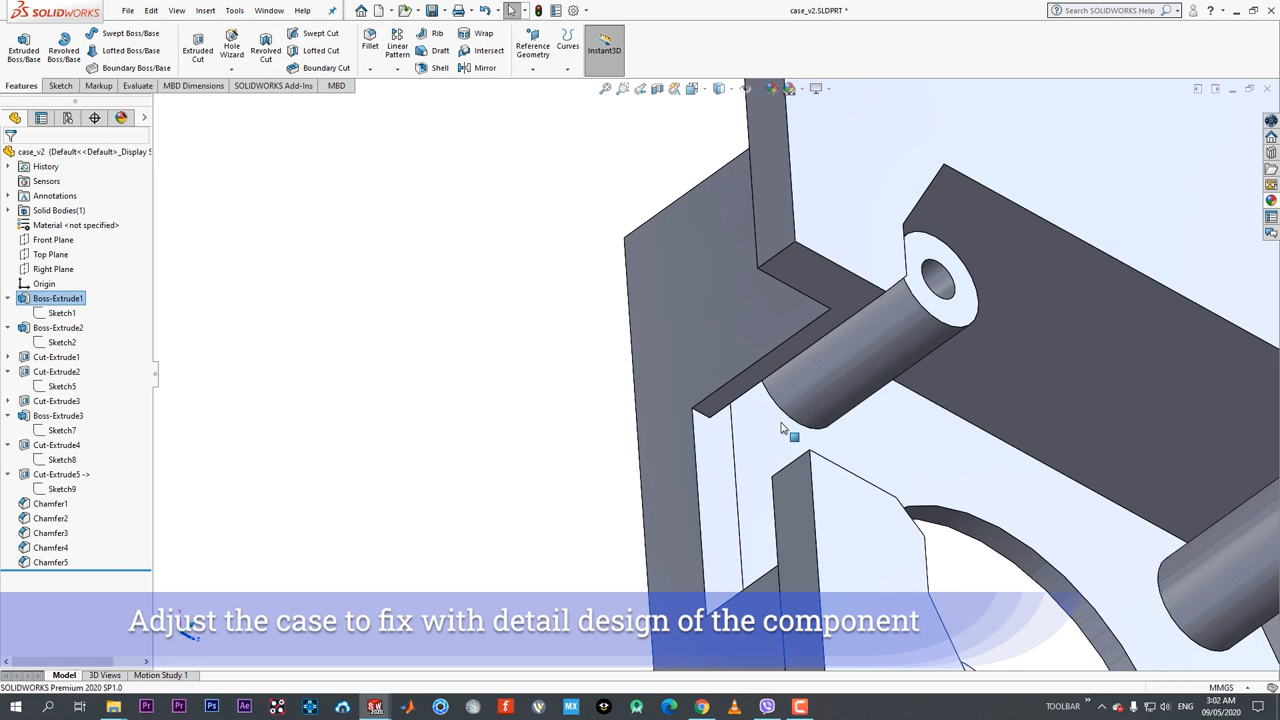 SOLIDWORKS
File
Edit
View
Insert
Tools
Window
Help
case_v2.SLDPRT *
Search SOLIDWORKS Help
Extruded Boss/Base
Revolved Boss/Base
Swept Boss/Base
Lofted Boss/Base
Boundary Boss/Base
Extruded Cut
Hole Wizard
Revolved Cut
Swept Cut
Lofted Cut
Boundary Cut
Fillet
Linear Pattern
Rib
Draft
Shell
Wrap
Intersect
Mirror
Reference Geometry
Curves
Instant3D
Features
Sketch
Markup
Evaluate
MBD Dimensions
SOLIDWORKS Add-Ins
MBD
case_v2 (Default<<Default>_Display S
History
Sensors
Annotations
Solid Bodies(1)
Material <not specified>
Front Plane
Top Plane
Right Plane
Origin
Boss-Extrude1
Sketch1
Boss-Extrude2
Sketch2
Cut-Extrude1
Cut-Extrude2
Sketch5
Cut-Extrude3
Boss-Extrude3
Sketch7
Cut-Extrude4
Sketch8
Cut-Extrude5 ->
Sketch9
Chamfer1
Chamfer2
Chamfer3
Chamfer4
Chamfer5
Adjust the case to fix with detail design of the component
Model
3D Views
Motion Study 1
SOLIDWORKS Premium 2020 SP1.0
MMGS
TOOLBAR
ENG
3:02 AM
09/05/2020